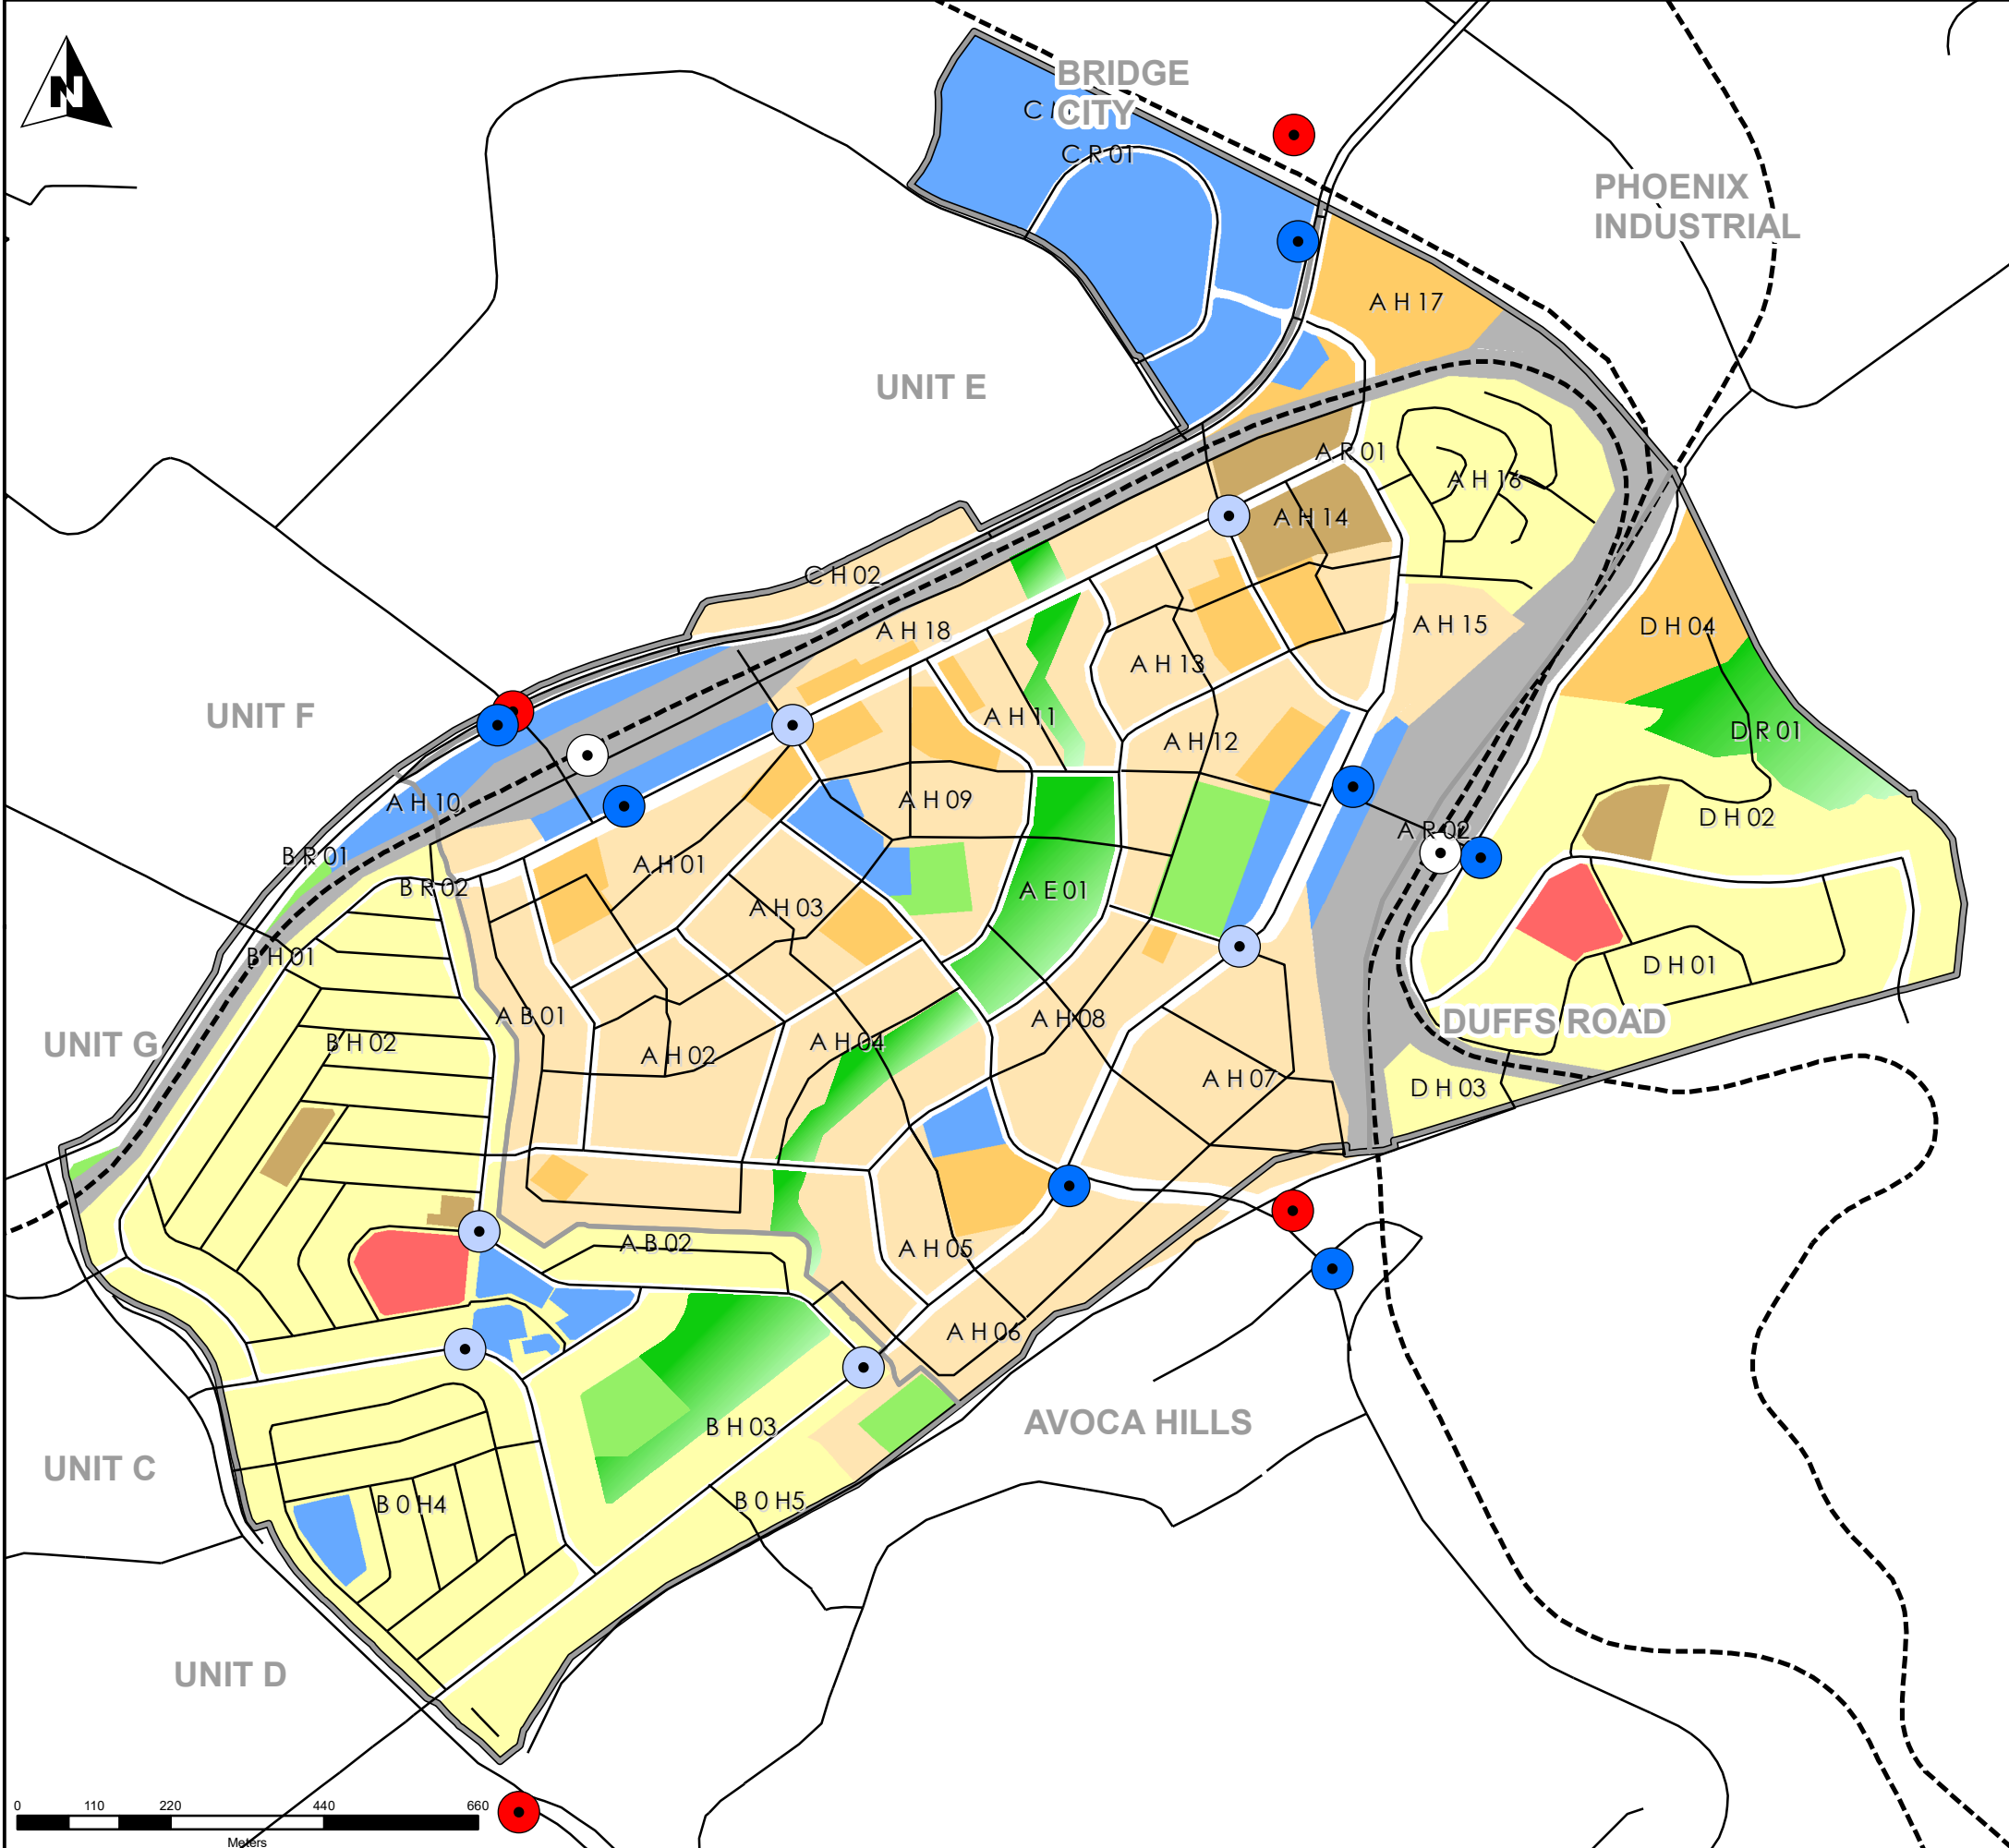 N
BRIDGE
CITY
C
C R 01
PHOENIX
INDUSTRIAL
A H 17
UNIT E
A R 01
A H 16
A H 14
C H 02
A H 18
A H 15
D H 04
A H 13
UNIT F
A H 11
A H 12
D R 01
A H 10
A H 09
D H 02
A R 02
B R 01
A H 01
B R 02
A E 01
A H 03
B H 01
D H 01
A B 01
A H 08
DUFFS ROAD
UNIT G
B H 02
A H 02
A H 04
A H 07
D H 03
A B 02
A H 05
A H 06
B H 03
AVOCA HILLS
UNIT C
B 0 H4
B 0 H5
UNIT D
0 110 220 440 660
Meters